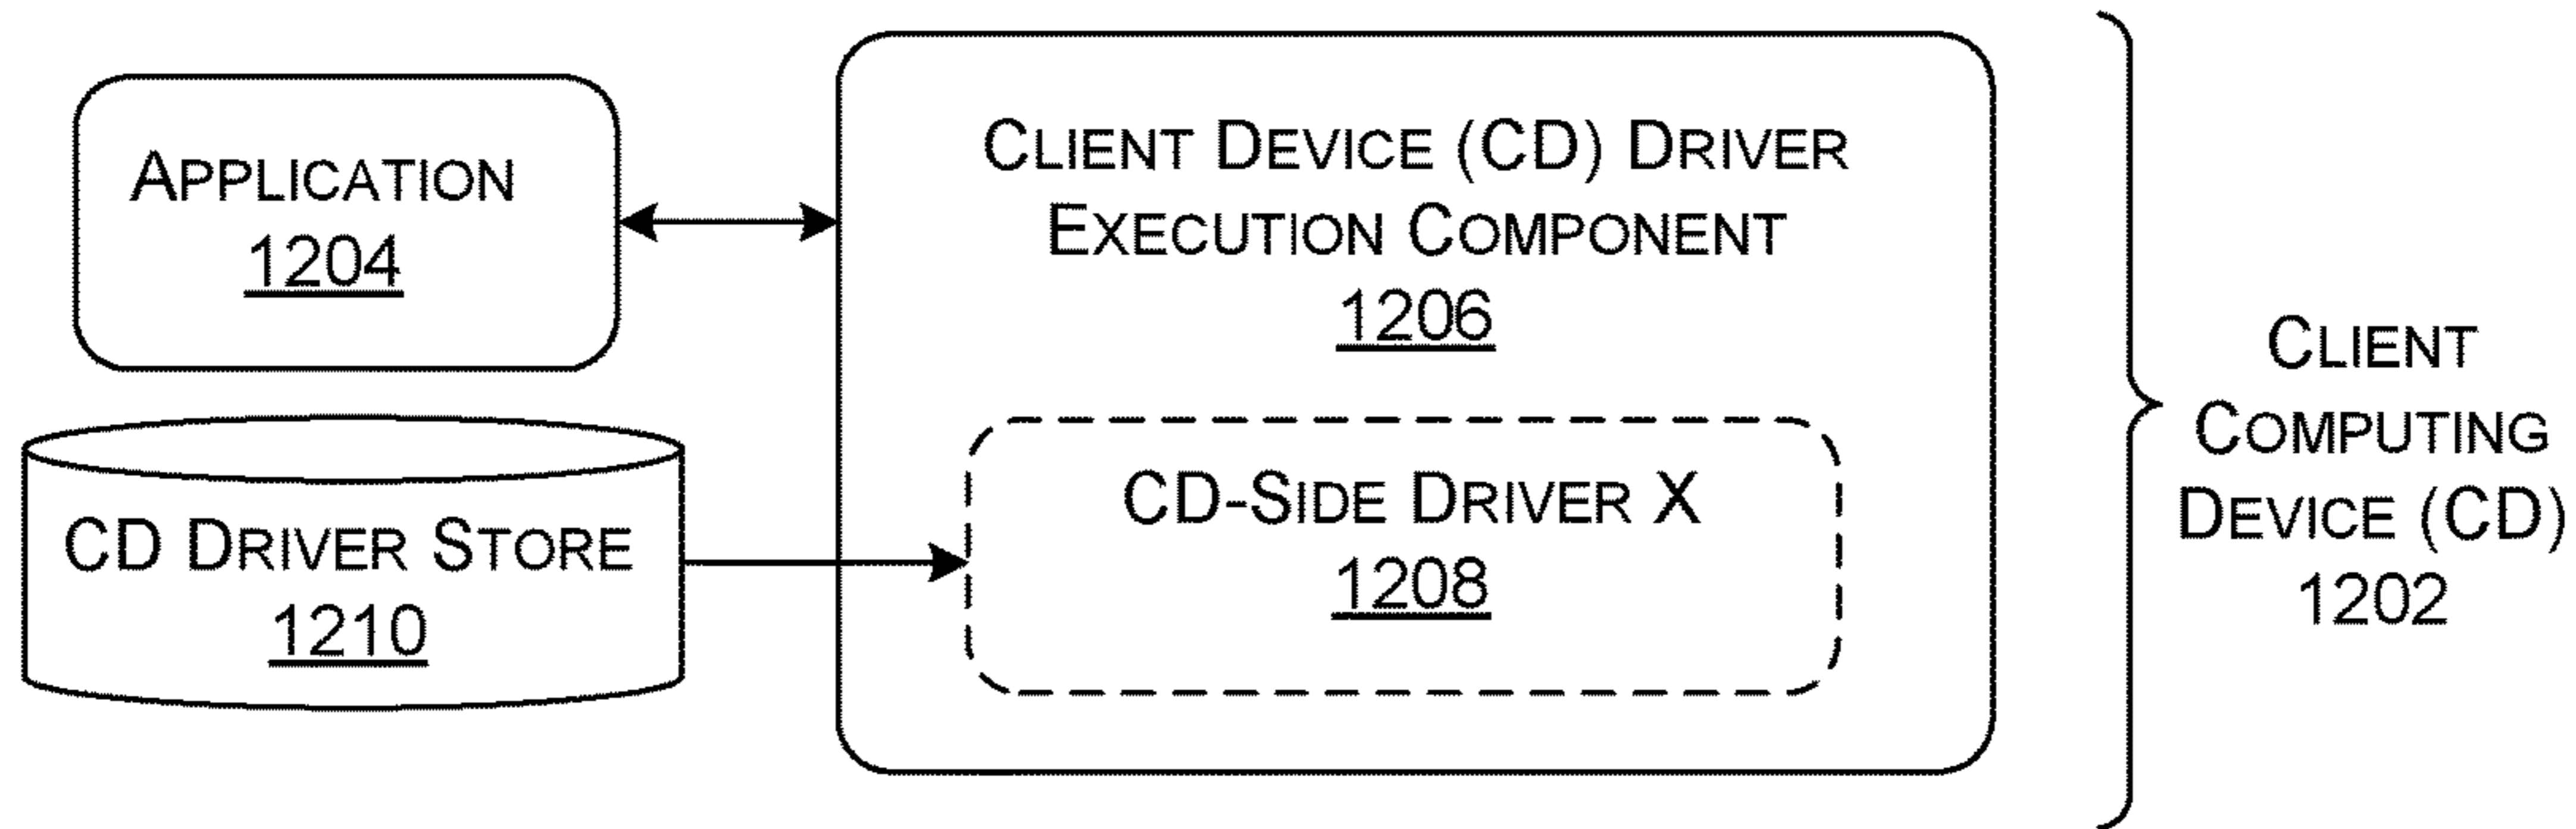 APPLICATION
1204
CLIENT DEVICE (CD) DRIVER
EXECUTION COMPONENT
1206
CD DRIVER STORE
1210
CD-SIDE DRIVER X
1208
CLIENT
COMPUTING
DEVICE (CD)
1202